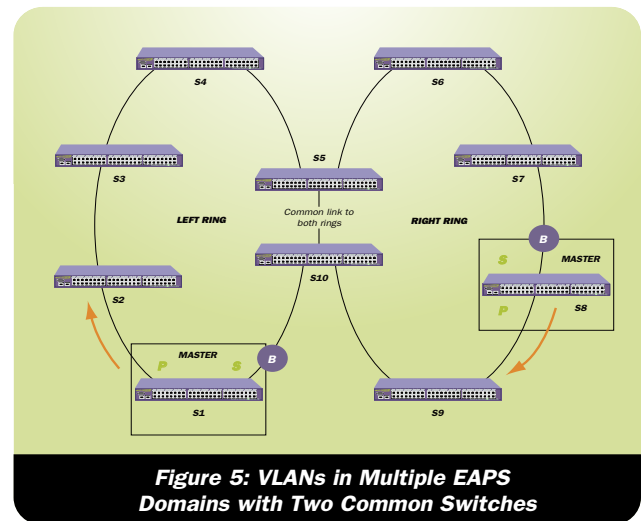 S4
S6
S3
S5
S7
LEFT RING
Common link to
both rings
RIGHT RING
B
S2
S10
S
MASTER
P
S8
MASTER
P
S
B
S1
S9
Figure 5: VLANs in Multiple EAPS
Domains with Two Common Switches